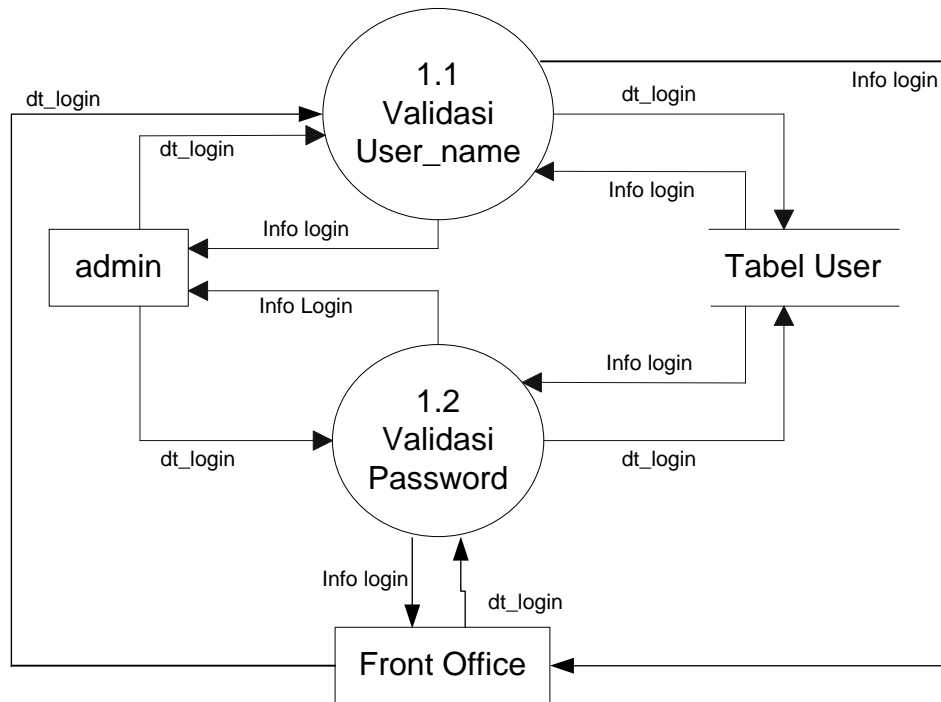 1.1
Validasi
User_name
Info login
dt_login
dt_login
dt_login
Info login
Info login
admin
Tabel User
Info Login
Info login
1.2
Validasi
Password
dt_login
dt_login
Info login
dt_login
Front Office